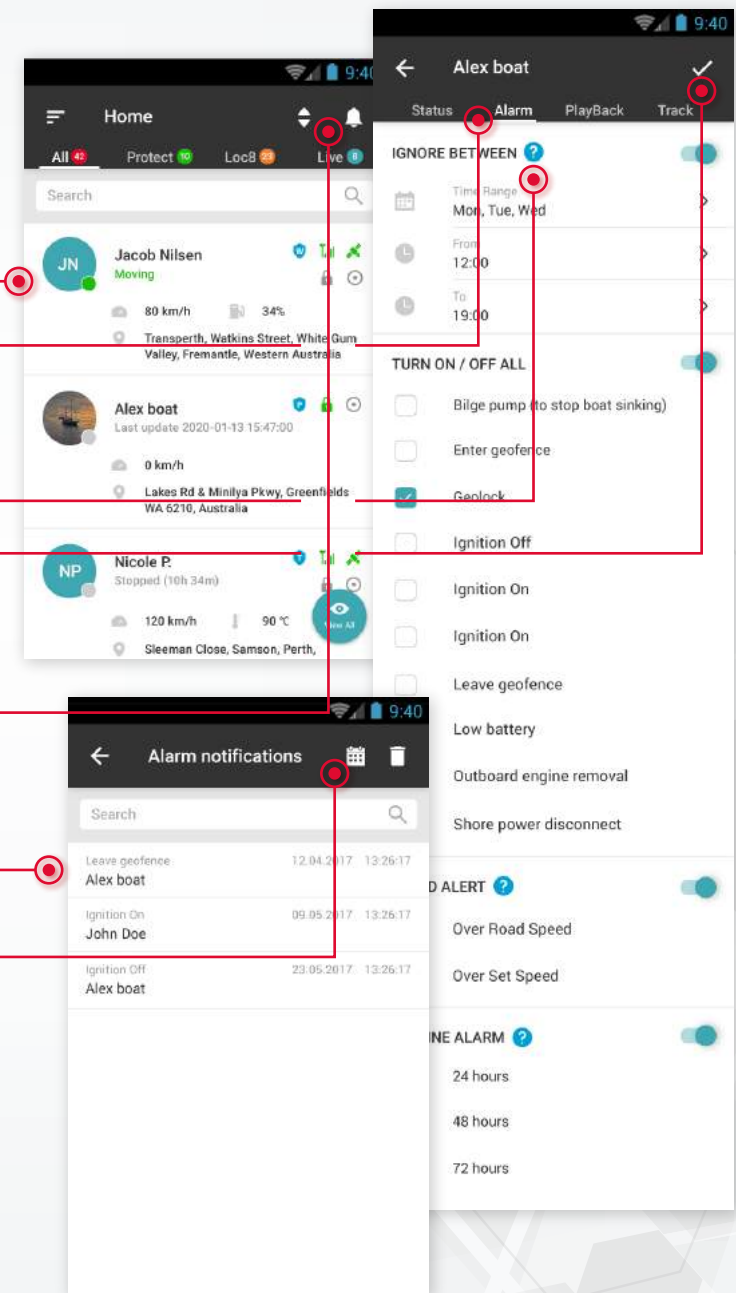 9:40
Home
All 42 Protect 10 Loc8 23 Live 8
Search
JN
Jacob Nilsen
Moving
80 km/h 34%
Transperth, Watkins Street, White Gum
Valley, Fremantle, Western Australia
Alex boat
Last update 2020-01-13 15:47:00
0 km/h
Lakes Rd & Minilya Pkwy, Greenfields
WA 6210, Australia
NP
Nicole P.
Stopped (10h 34m)
120 km/h 90 °C
View All
Sleeman Close, Samson, Perth,
9:40
Alex boat
Status Alarm PlayBack Track
IGNORE BETWEEN ?
Time Range
Mon, Tue, Wed
From
12:00
To
19:00
TURN ON / OFF ALL
Bilge pump (to stop boat sinking)
Enter geofence
Geolock
Ignition Off
Ignition On
Ignition On
Leave geofence
Low battery
Outboard engine removal
Shore power disconnect
D ALERT ?
Over Road Speed
Over Set Speed
INE ALARM ?
24 hours
48 hours
72 hours
9:40
Alarm notifications
Search
Leave geofence 12.04.2017 13:26:17
Alex boat
Ignition On 09.05.2017 13:26:17
John Doe
Ignition Off 23.05.2017 13:26:17
Alex boat